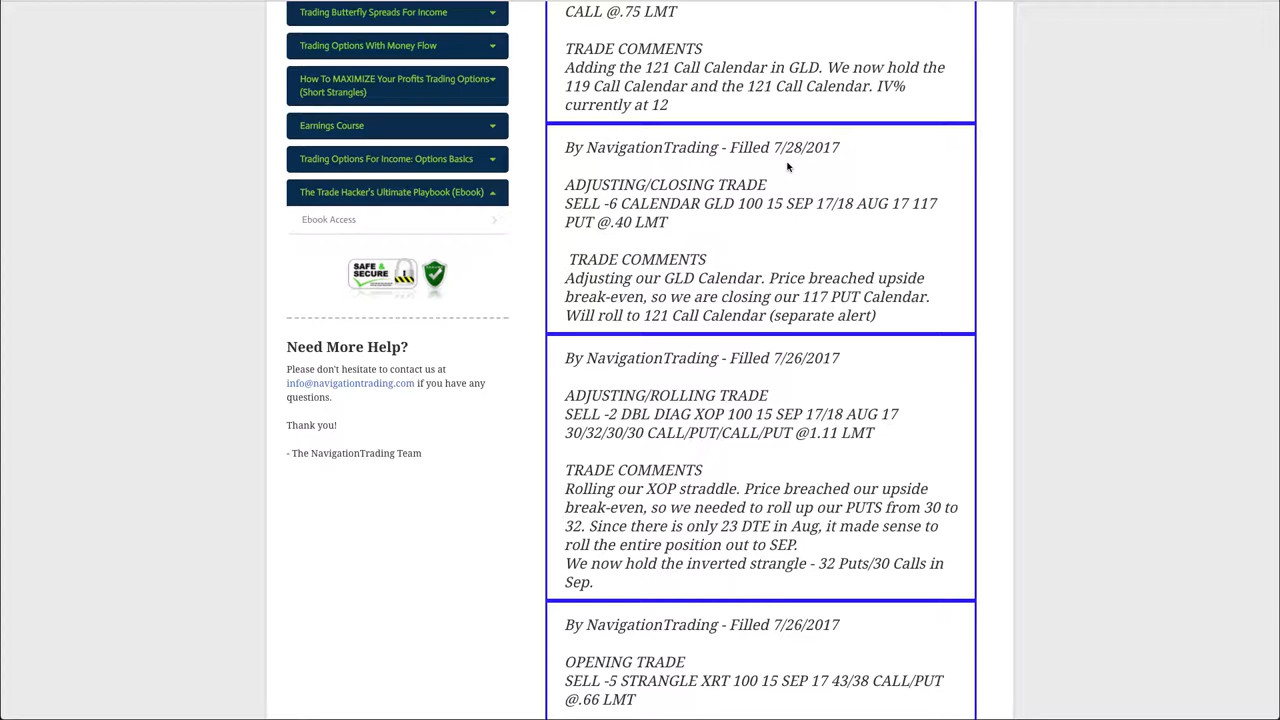 Trading Butterfly Spreads For Income
Trading Options With Money Flow
How To MAXIMIZE Your Profits Trading Options
(Short Strangles)
Earnings Course
Trading Options For Income: Options Basics
The Trade Hacker's Ultimate Playbook (Ebook)
Ebook Access
SAFE &
SECURE
Need More Help?
Please don't hesitate to contact us at
info@navigationtrading.com if you have any
questions.
Thank you!
- The NavigationTrading Team
CALL @.75 LMT
TRADE COMMENTS
Adding the 121 Call Calendar in GLD. We now hold the
119 Call Calendar and the 121 Call Calendar. IV%
currently at 12
By NavigationTrading - Filled 7/28/2017
ADJUSTING/CLOSING TRADE
SELL -6 CALENDAR GLD 100 15 SEP 17/18 AUG 17 117
PUT @.40 LMT
TRADE COMMENTS
Adjusting our GLD Calendar. Price breached upside
break-even, so we are closing our 117 PUT Calendar.
Will roll to 121 Call Calendar (separate alert)
By NavigationTrading - Filled 7/26/2017
ADJUSTING/ROLLING TRADE
SELL -2 DBL DIAG XOP 100 15 SEP 17/18 AUG 17
30/32/30/30 CALL/PUT/CALL/PUT @1.11 LMT
TRADE COMMENTS
Rolling our XOP straddle. Price breached our upside
break-even, so we needed to roll up our PUTS from 30 to
32. Since there is only 23 DTE in Aug, it made sense to
roll the entire position out to SEP.
We now hold the inverted strangle - 32 Puts/30 Calls in
Sep.
By NavigationTrading - Filled 7/26/2017
OPENING TRADE
SELL -5 STRANGLE XRT 100 15 SEP 17 43/38 CALL/PUT
@.66 LMT